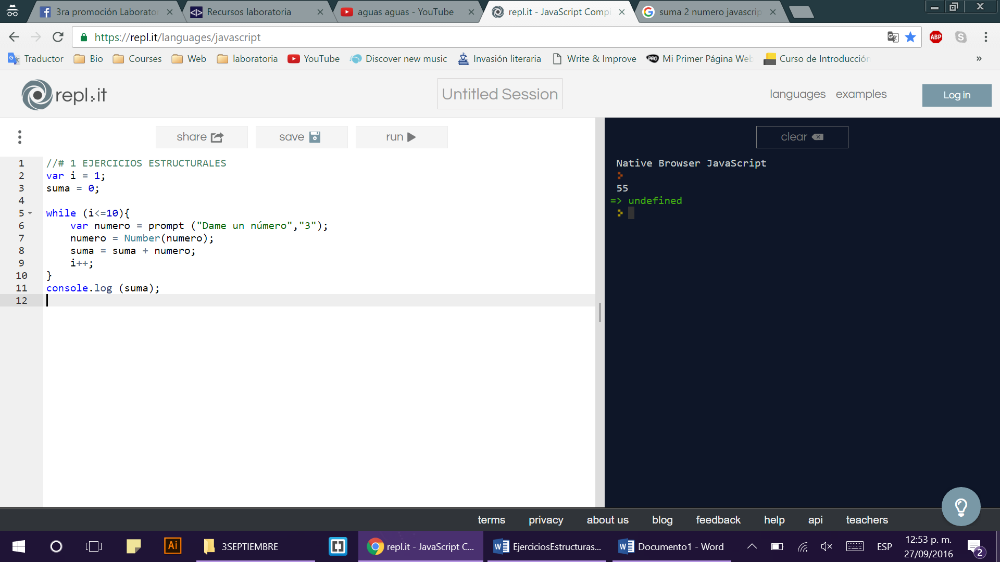 3ra promoción Laborator
Recursos laboratoria
aguas aguas - YouTube
repl.it - JavaScript Compi
suma 2 numero javascrip
https://repl.it/languages/javascript
ABP
Traductor
Bio
Courses
Web
laboratoria
YouTube
Discover new music
Invasión literaria
Write & Improve
Mi Primer Página Web
Curso de Introducción
»
repl.it
Untitled Session
languages
examples
Log in
share
save
run
clear
1 //# 1 EJERCICIOS ESTRUCTURALES
2 var i = 1;
3 suma = 0;
4
5 while (i<=10){
6 var numero = prompt ("Dame un número","3");
7 numero = Number(numero);
8 suma = suma + numero;
9 i++;
10 }
11 console.log (suma);
12
Native Browser JavaScript
55
=> undefined
terms
privacy
about us
blog
feedback
help
api
teachers
Ai
3SEPTIEMBRE
repl.it - JavaScript C...
EjerciciosEstructuras...
Documento1 - Word
ESP
12:53 p. m.
27/09/2016
2